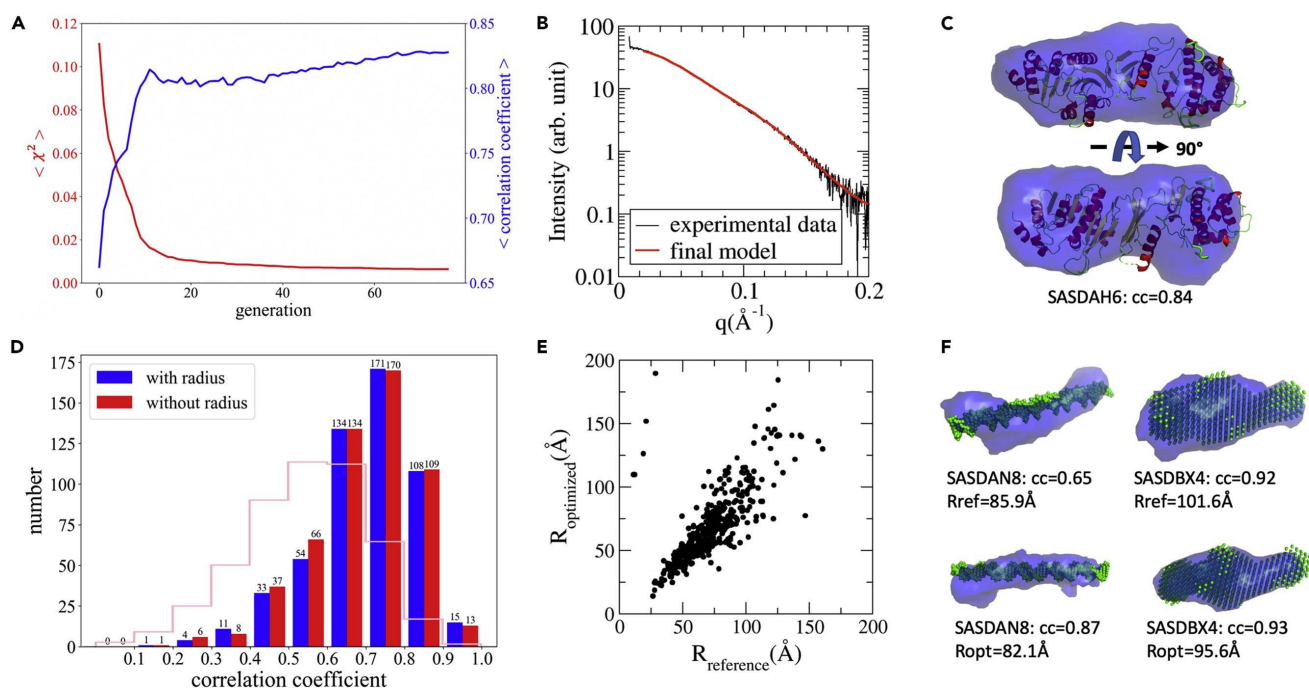 A
0.12
0.10
0.08
0.06
0.04
0.02
0.00
< χ² >
0.85
0.80
0.75
0.70
0.65
< correlation coefficient >
0 20 40 60
generation
B
100
10
1
0.1
0.01
Intensity (arb. unit)
experimental data
final model
0 0.1 0.2
q(Å⁻¹)
C
90°
SASDAH6: cc=0.84
D
175
150
125
100
75
50
25
0
number
with radius
without radius
0 0 1 1 4 6 11 8 33 37 54 66 134 134 171 170 108 109 15 13
0.1 0.2 0.3 0.4 0.5 0.6 0.7 0.8 0.9 1.0
correlation coefficient
E
200
150
100
50
0
R_optimized(Å)
0 50 100 150 200
R_reference(Å)
F
SASDAN8: cc=0.65
Rref=85.9Å
SASDBX4: cc=0.92
Rref=101.6Å
SASDAN8: cc=0.87
Ropt=82.1Å
SASDBX4: cc=0.93
Ropt=95.6Å